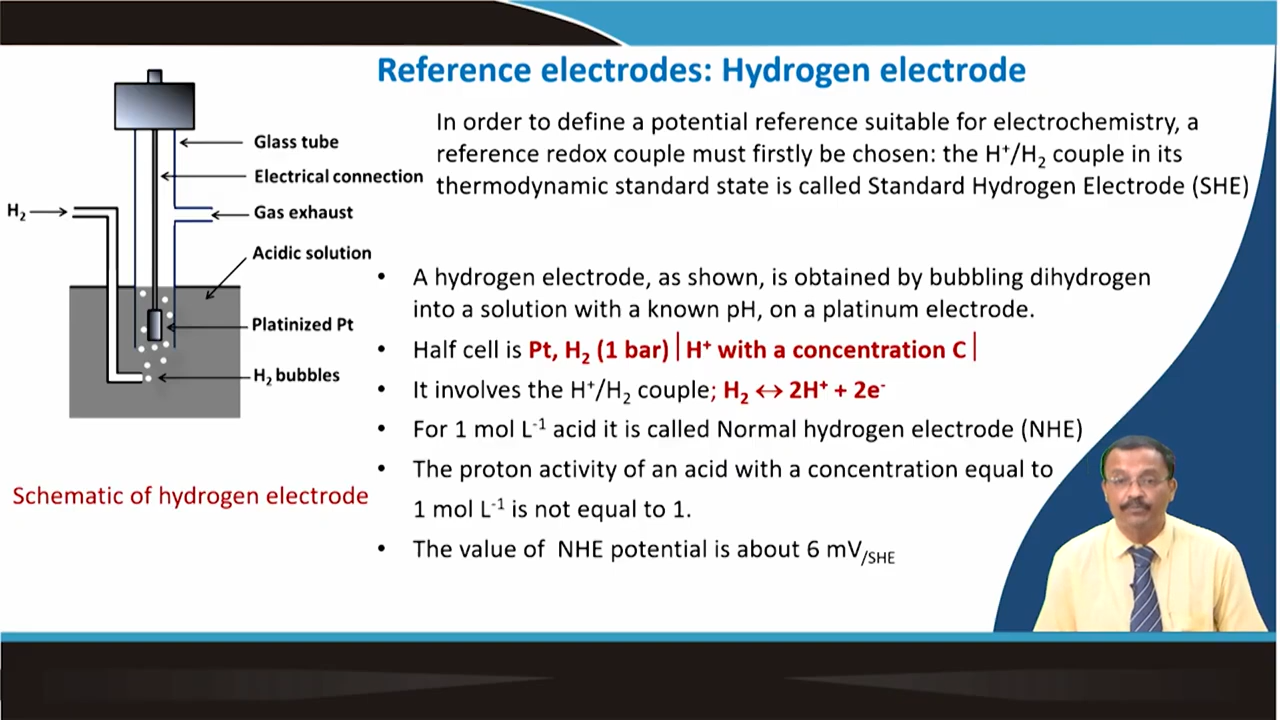 Reference electrodes: Hydrogen electrode
In order to define a potential reference suitable for electrochemistry, a
reference redox couple must firstly be chosen: the H⁺/H₂ couple in its
thermodynamic standard state is called Standard Hydrogen Electrode (SHE)
Glass tube
Electrical connection
H₂
Gas exhaust
Acidic solution
Platinized Pt
H₂ bubbles
Schematic of hydrogen electrode
• A hydrogen electrode, as shown, is obtained by bubbling dihydrogen
into a solution with a known pH, on a platinum electrode.
• Half cell is Pt, H₂ (1 bar)│H⁺ with a concentration C│
• It involves the H⁺/H₂ couple; H₂ ↔ 2H⁺ + 2e⁻
• For 1 mol L⁻¹ acid it is called Normal hydrogen electrode (NHE)
• The proton activity of an acid with a concentration equal to
1 mol L⁻¹ is not equal to 1.
• The value of NHE potential is about 6 mV/SHE